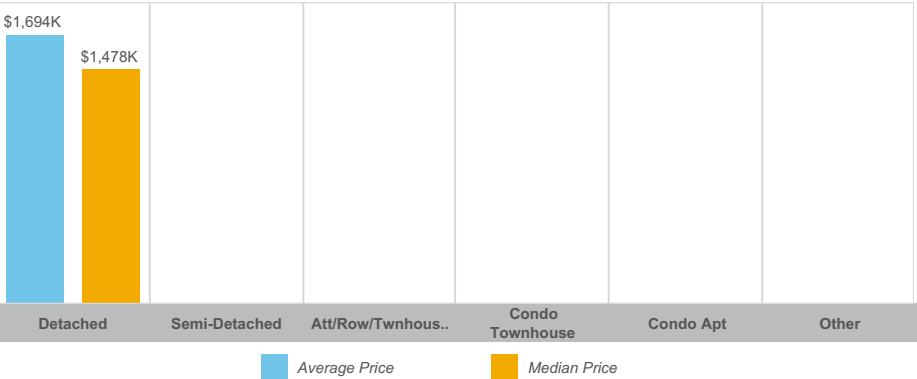 $1,694K
$1,478K
Detached
Semi-Detached
Att/Row/Twnhous..
Condo
Townhouse
Condo Apt
Other
Average Price
Median Price